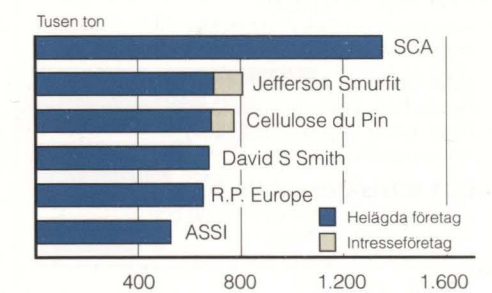 Tusen ton
SCA
Jefferson Smurfit
Cellulose du Pin
David S Smith
R.P. Europe
Helägda företag
ASSI
Intresseföretag
400 800 1.200 1.600